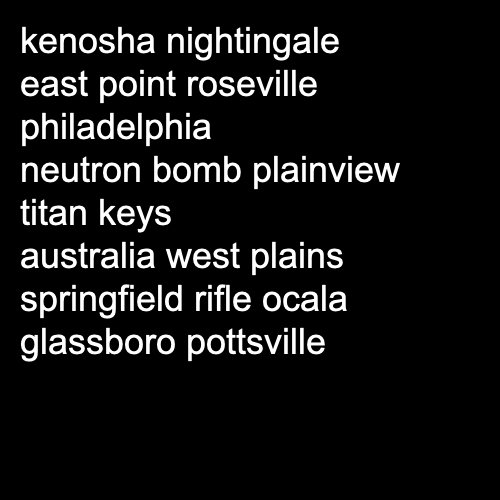 kenosha nightingale
east point roseville
philadelphia
neutron bomb plainview
titan keys
australia west plains
springfield rifle ocala
glassboro pottsville